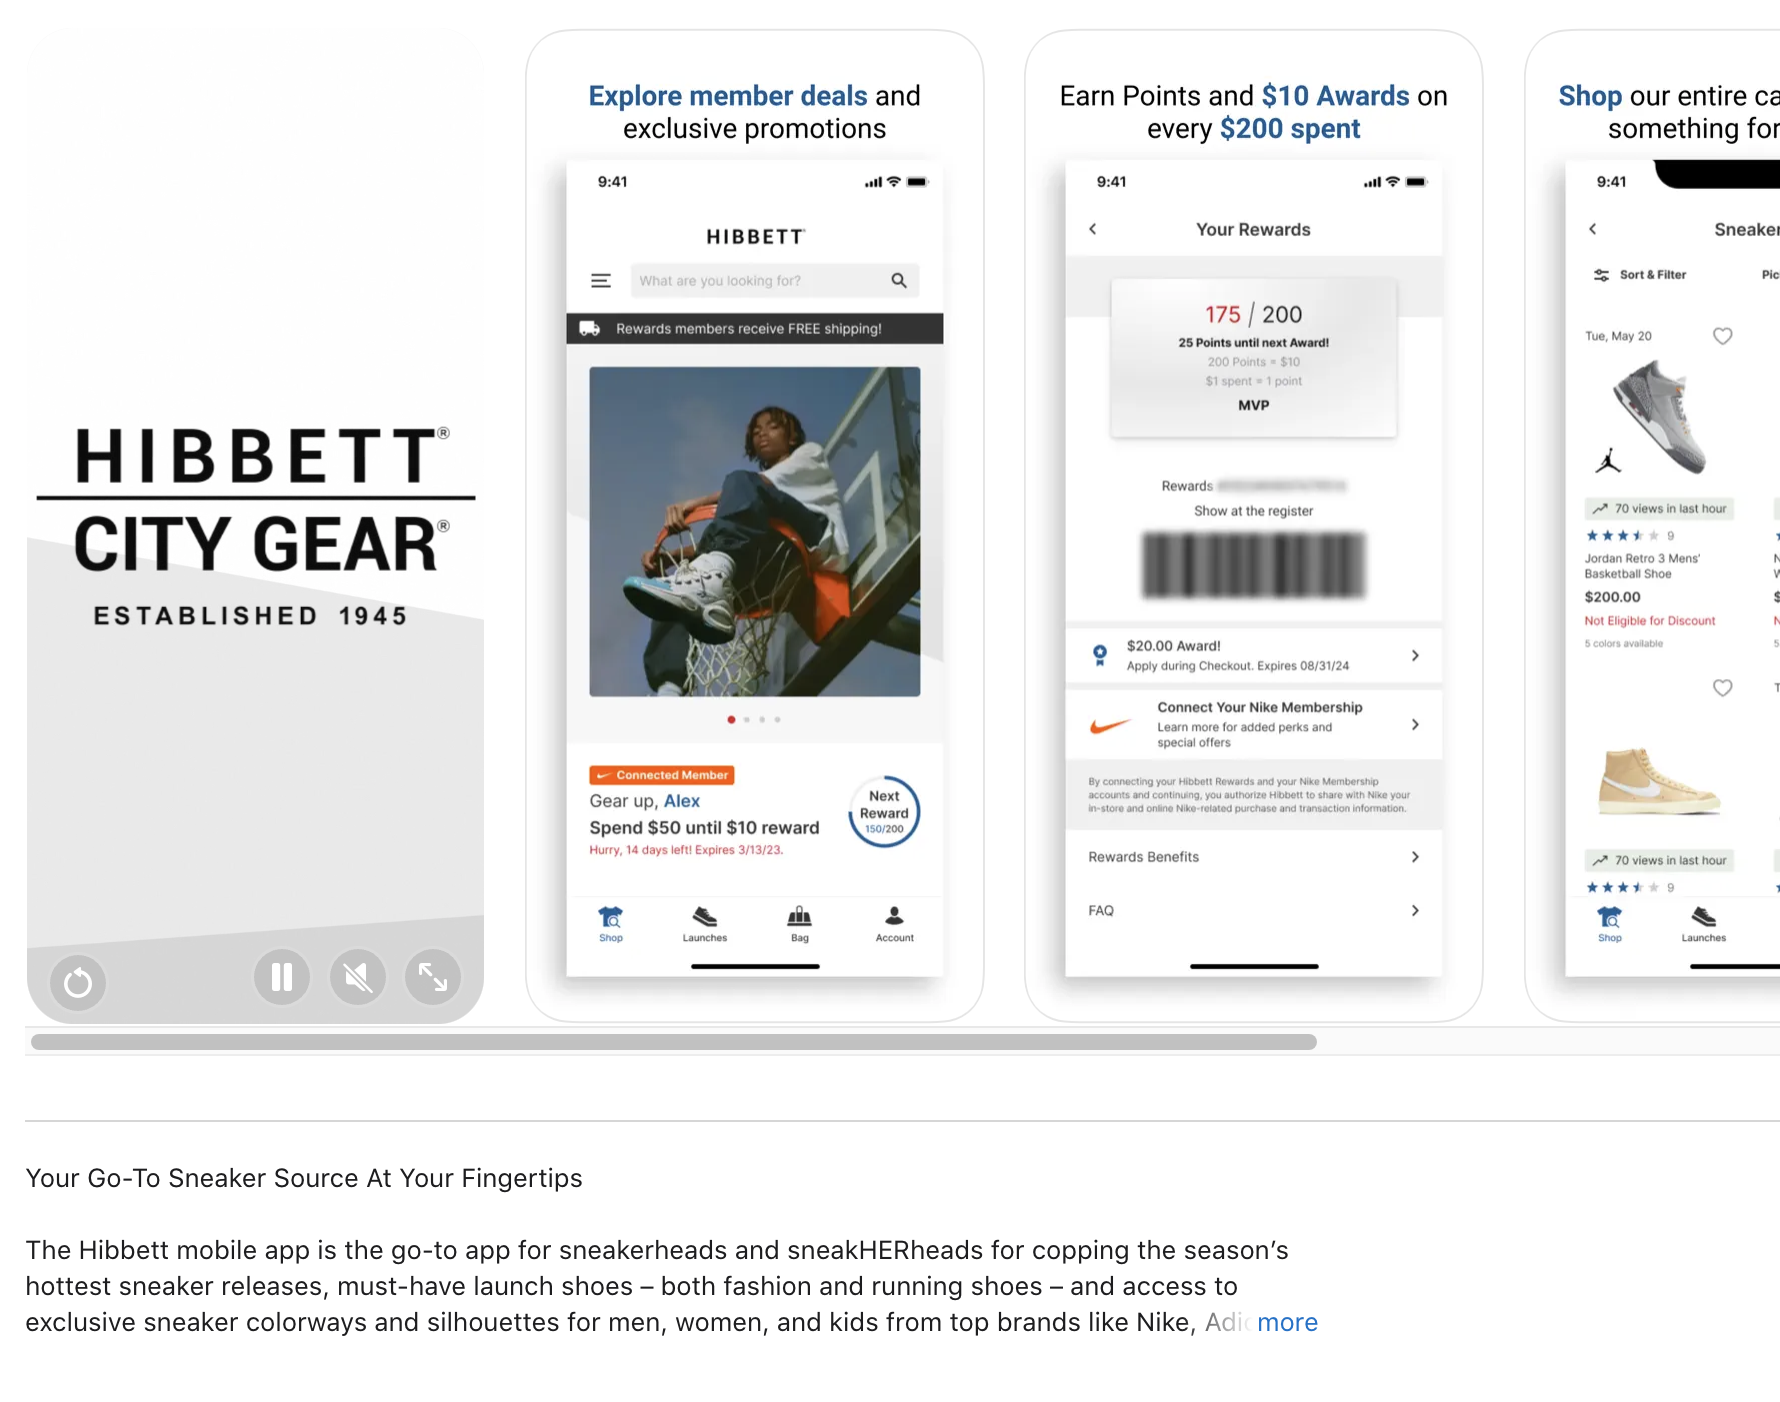 HIBBETT®
CITY GEAR®
ESTABLISHED 1945
Explore member deals and
exclusive promotions
9:41
HIBBETT
What are you looking for?
Rewards members receive FREE shipping!
Connected Member
Gear up, Alex
Spend $50 until $10 reward
Hurry, 14 days left! Expires 3/13/23.
Next
Reward
150/200
Shop
Launches
Bag
Account
Earn Points and $10 Awards on
every $200 spent
9:41
Your Rewards
175 / 200
25 Points until next Award!
200 Points = $10
$1 spent = 1 point
MVP
Rewards
Show at the register
$20.00 Award!
Apply during Checkout. Expires 08/31/24
Connect Your Nike Membership
Learn more for added perks and
special offers
By connecting your Hibbett Rewards and your Nike Membership
accounts and continuing, you authorize Hibbett to share with Nike your
in-store and online Nike-related purchase and transaction information.
Rewards Benefits
FAQ
Shop our entire ca
something for
9:41
Sneaker
Sort & Filter
Pic
Tue, May 20
70 views in last hour
9
Jordan Retro 3 Mens'
Basketball Shoe
$200.00
Not Eligible for Discount
5 colors available
70 views in last hour
9
Shop
Launches
Your Go-To Sneaker Source At Your Fingertips
The Hibbett mobile app is the go-to app for sneakerheads and sneakHERheads for copping the season's
hottest sneaker releases, must-have launch shoes – both fashion and running shoes – and access to
exclusive sneaker colorways and silhouettes for men, women, and kids from top brands like Nike, Adi more